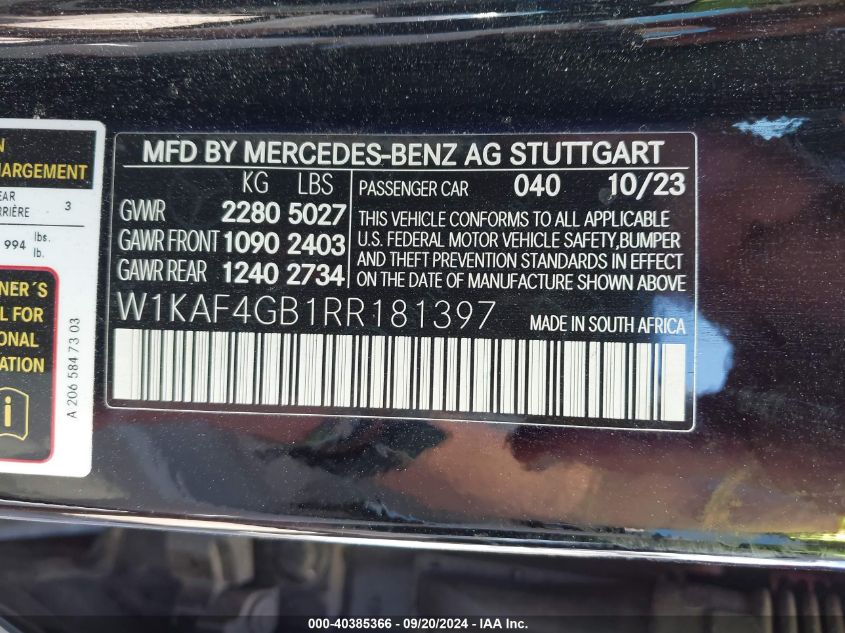 N
HARGEMENT
EAR
RRIÈRE 3
994 lbs.
lb.
NER´S
L FOR
ONAL
ATION
i
A 206 584 73 03
MFD BY MERCEDES-BENZ AG STUTTGART
KG LBS
GVWR 2280 5027
GAWR FRONT 1090 2403
GAWR REAR 1240 2734
PASSENGER CAR 040 10/23
THIS VEHICLE CONFORMS TO ALL APPLICABLE
U.S. FEDERAL MOTOR VEHICLE SAFETY,BUMPER
AND THEFT PREVENTION STANDARDS IN EFFECT
ON THE DATE OF MANUFACTURE SHOWN ABOVE
W1KAF4GB1RR181397
MADE IN SOUTH AFRICA
000-40385366 - 09/20/2024 - IAA Inc.